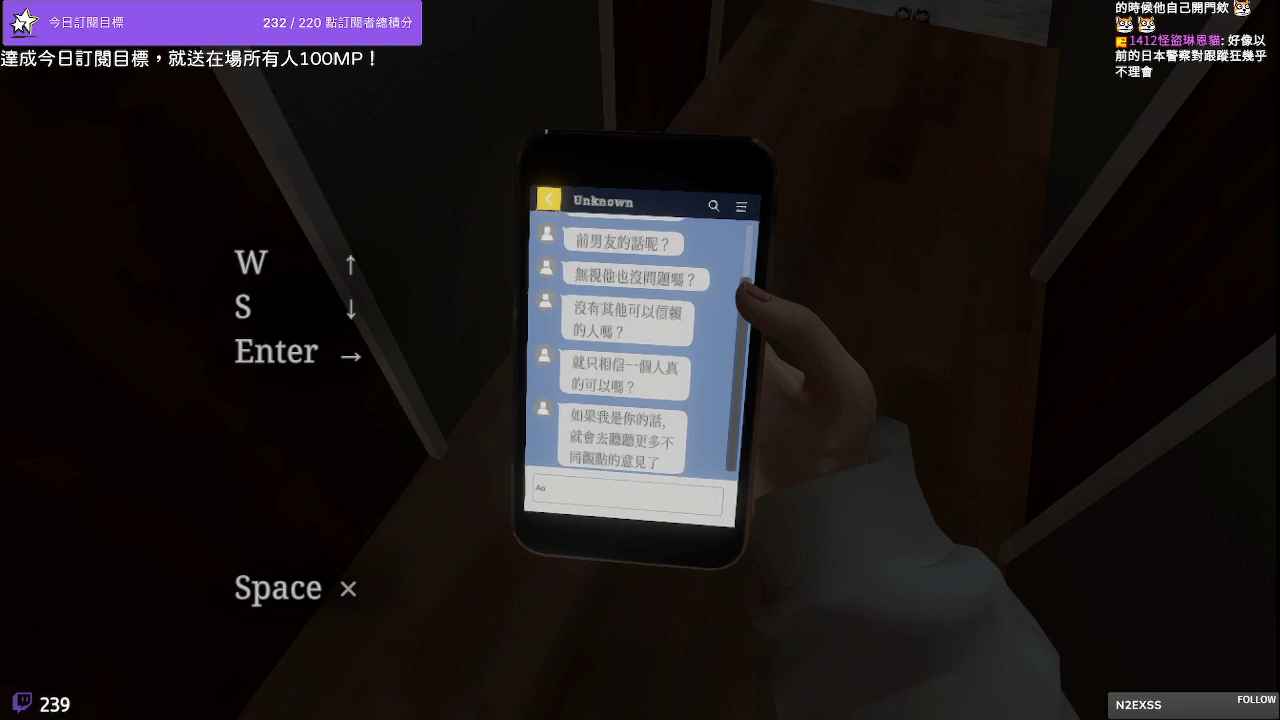 今日訂閱目標
232 / 220 點訂閱者總積分
達成今日訂閱目標，就送在場所有人100MP！
的時候他自己開門欸
1412怪盜琳恩貓: 好像以
前的日本警察對跟蹤狂幾乎
不理會
Unknown
前男友的話呢？
無視他也沒問題嗎？
沒有其他可以信賴
的人嗎？
就只相信一個人真
的可以嗎？
如果我是你的話,
就會去聽聽更多不
同觀點的意見了
Aa
W ↑
S ↓
Enter →
Space ×
239
N2EXSS
FOLLOW